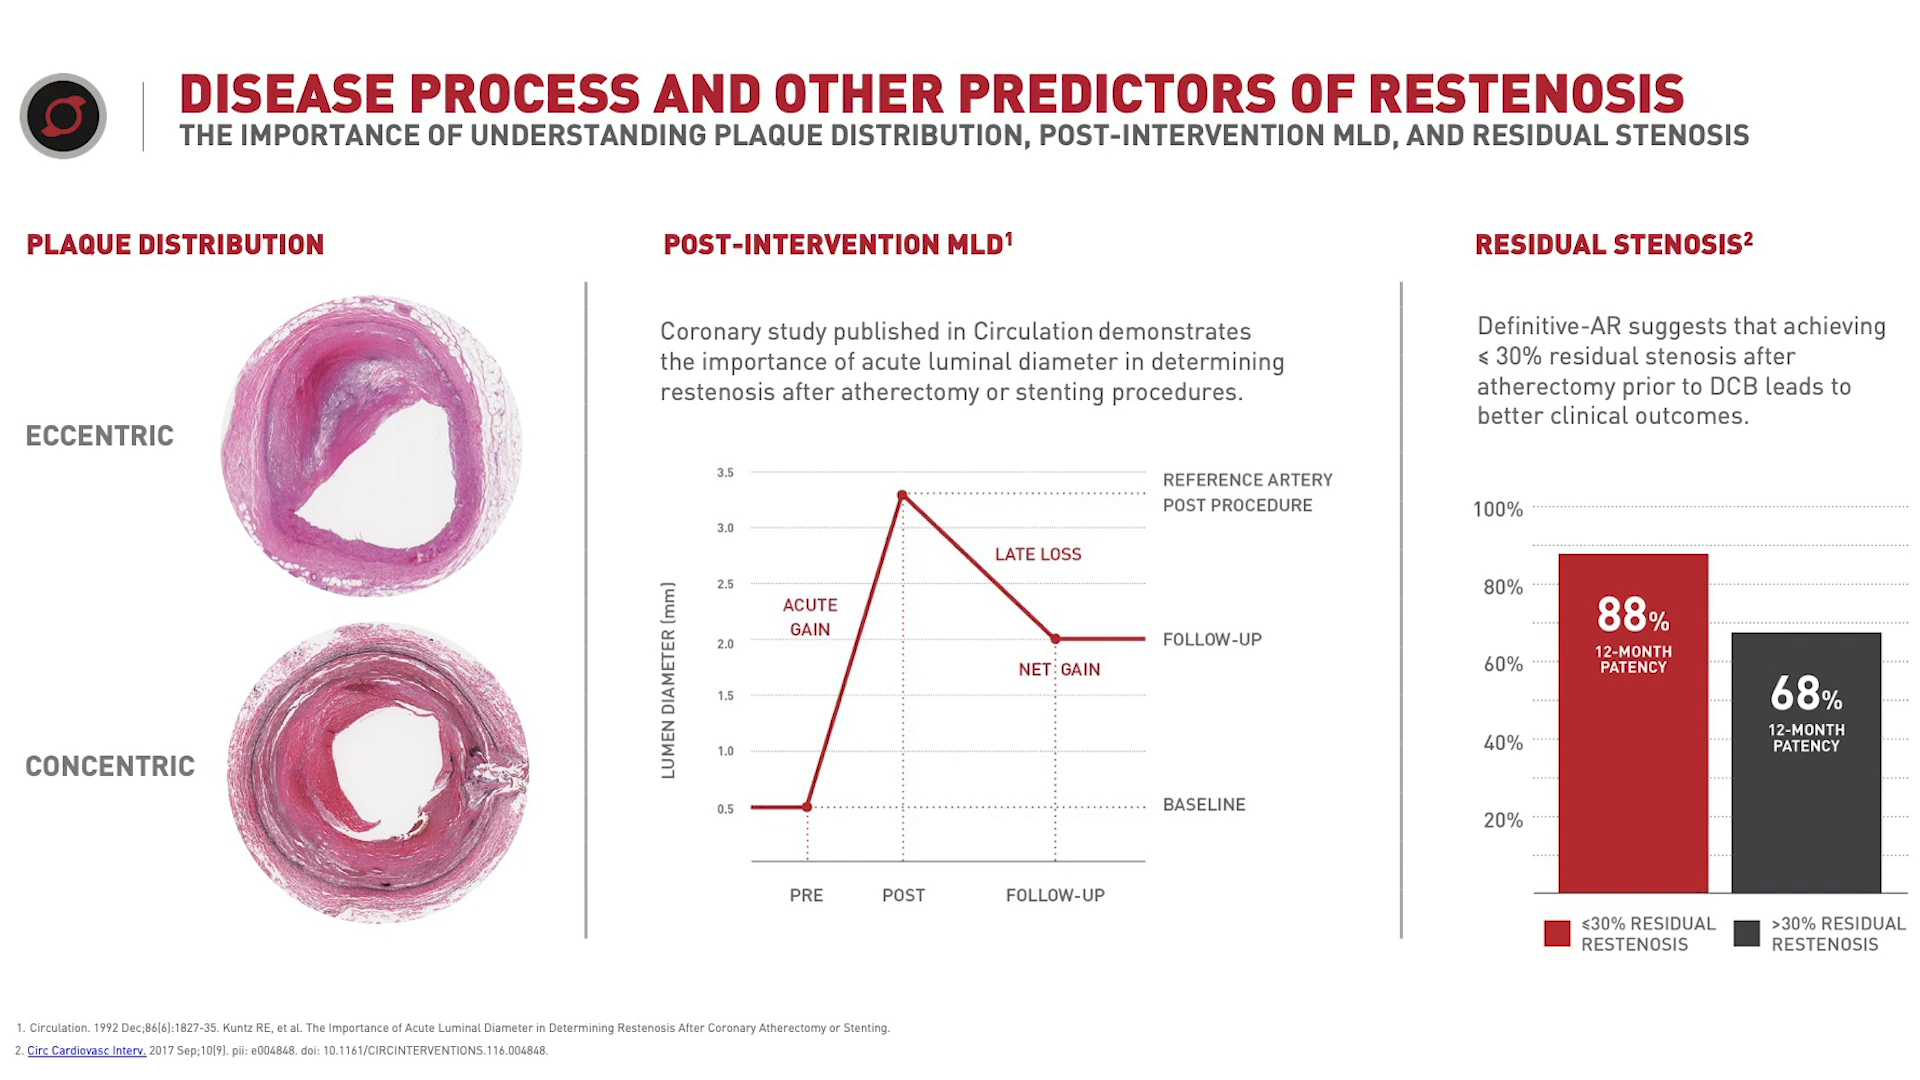 DISEASE PROCESS AND OTHER PREDICTORS OF RESTENOSIS
THE IMPORTANCE OF UNDERSTANDING PLAQUE DISTRIBUTION, POST-INTERVENTION MLD, AND RESIDUAL STENOSIS
PLAQUE DISTRIBUTION
ECCENTRIC
CONCENTRIC
POST-INTERVENTION MLD¹
Coronary study published in Circulation demonstrates
the importance of acute luminal diameter in determining
restenosis after atherectomy or stenting procedures.
LUMEN DIAMETER (mm)
3.5
3.0
2.5
2.0
1.5
1.0
0.5
ACUTE
GAIN
LATE LOSS
NET GAIN
REFERENCE ARTERY
POST PROCEDURE
FOLLOW-UP
BASELINE
PRE
POST
FOLLOW-UP
RESIDUAL STENOSIS²
Definitive-AR suggests that achieving
≤ 30% residual stenosis after
atherectomy prior to DCB leads to
better clinical outcomes.
100%
80%
60%
40%
20%
88%
12-MONTH
PATENCY
68%
12-MONTH
PATENCY
≤30% RESIDUAL
RESTENOSIS
>30% RESIDUAL
RESTENOSIS
1. Circulation. 1992 Dec;86(6):1827-35. Kuntz RE, et al. The Importance of Acute Luminal Diameter in Determining Restenosis After Coronary Atherectomy or Stenting.
2. Circ Cardiovasc Interv. 2017 Sep;10(9). pii: e004848. doi: 10.1161/CIRCINTERVENTIONS.116.004848.